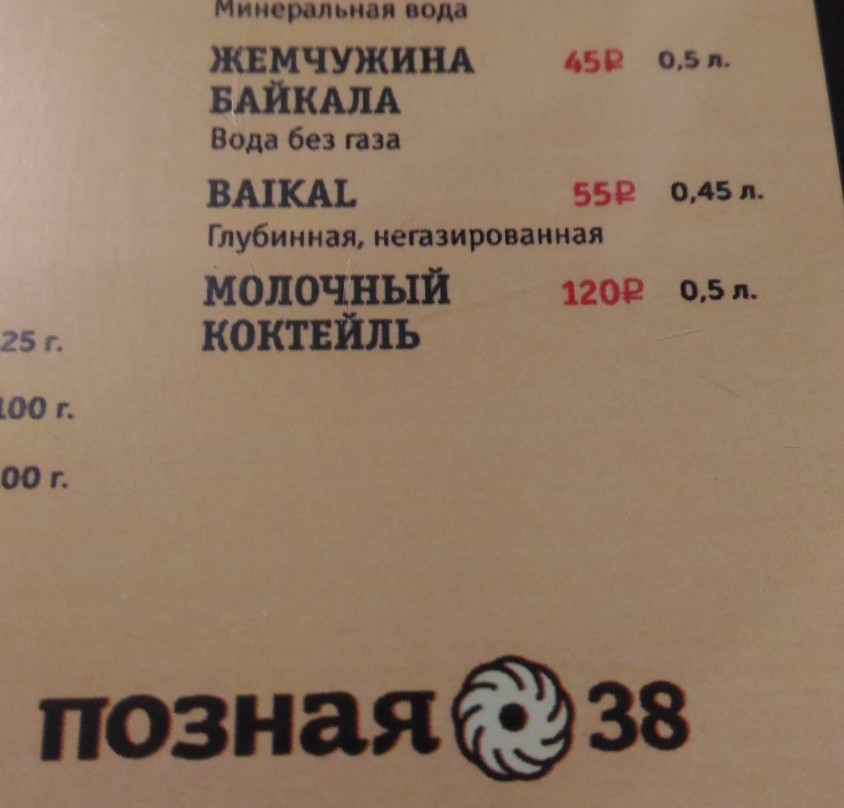 Минеральная вода
ЖЕМЧУЖИНА 45₽ 0,5 л.
БАЙКАЛА
Вода без газа
BAIKAL 55₽ 0,45 л.
Глубинная, негазированная
МОЛОЧНЫЙ 120₽ 0,5 л.
КОКТЕЙЛЬ
25 г.
100 г.
00 г.
позная 38